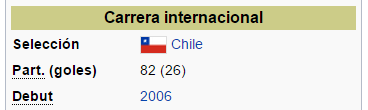 Carrera internacional
Selección Chile
Part. (goles) 82 (26)
Debut 2006